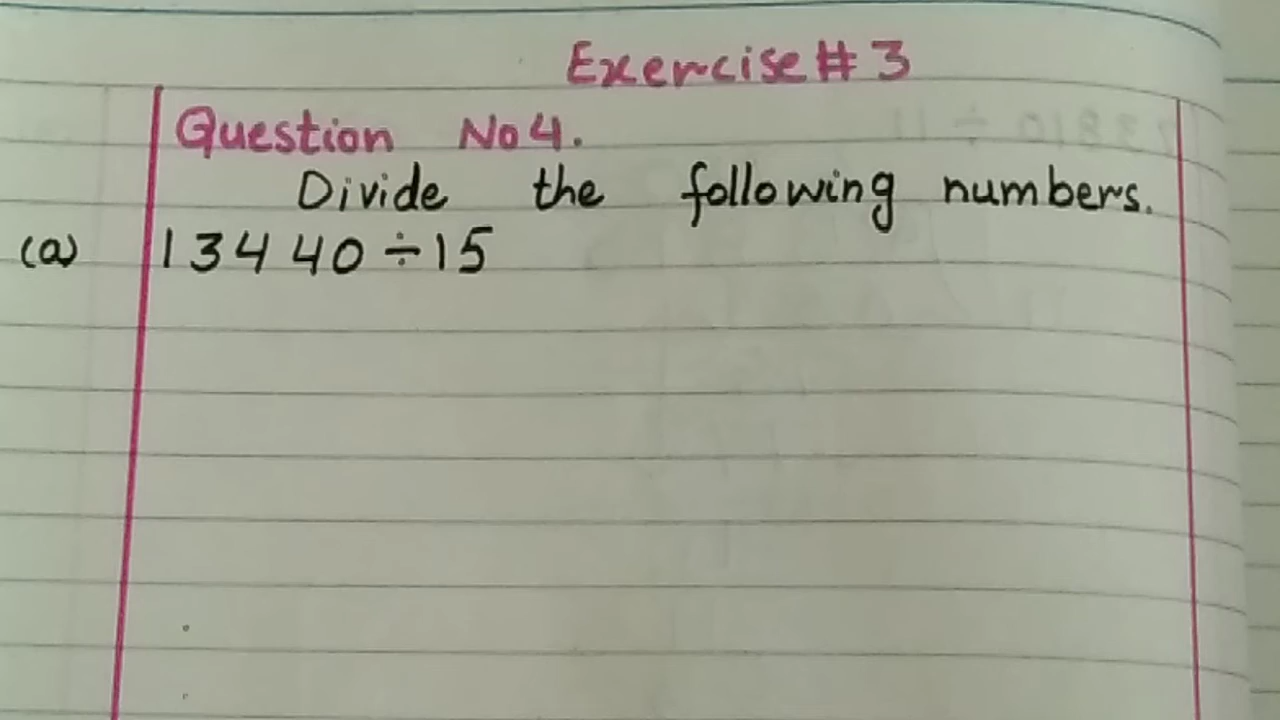 Exercise # 3
Question No 4.
Divide the following numbers.
(a) 13440 ÷ 15